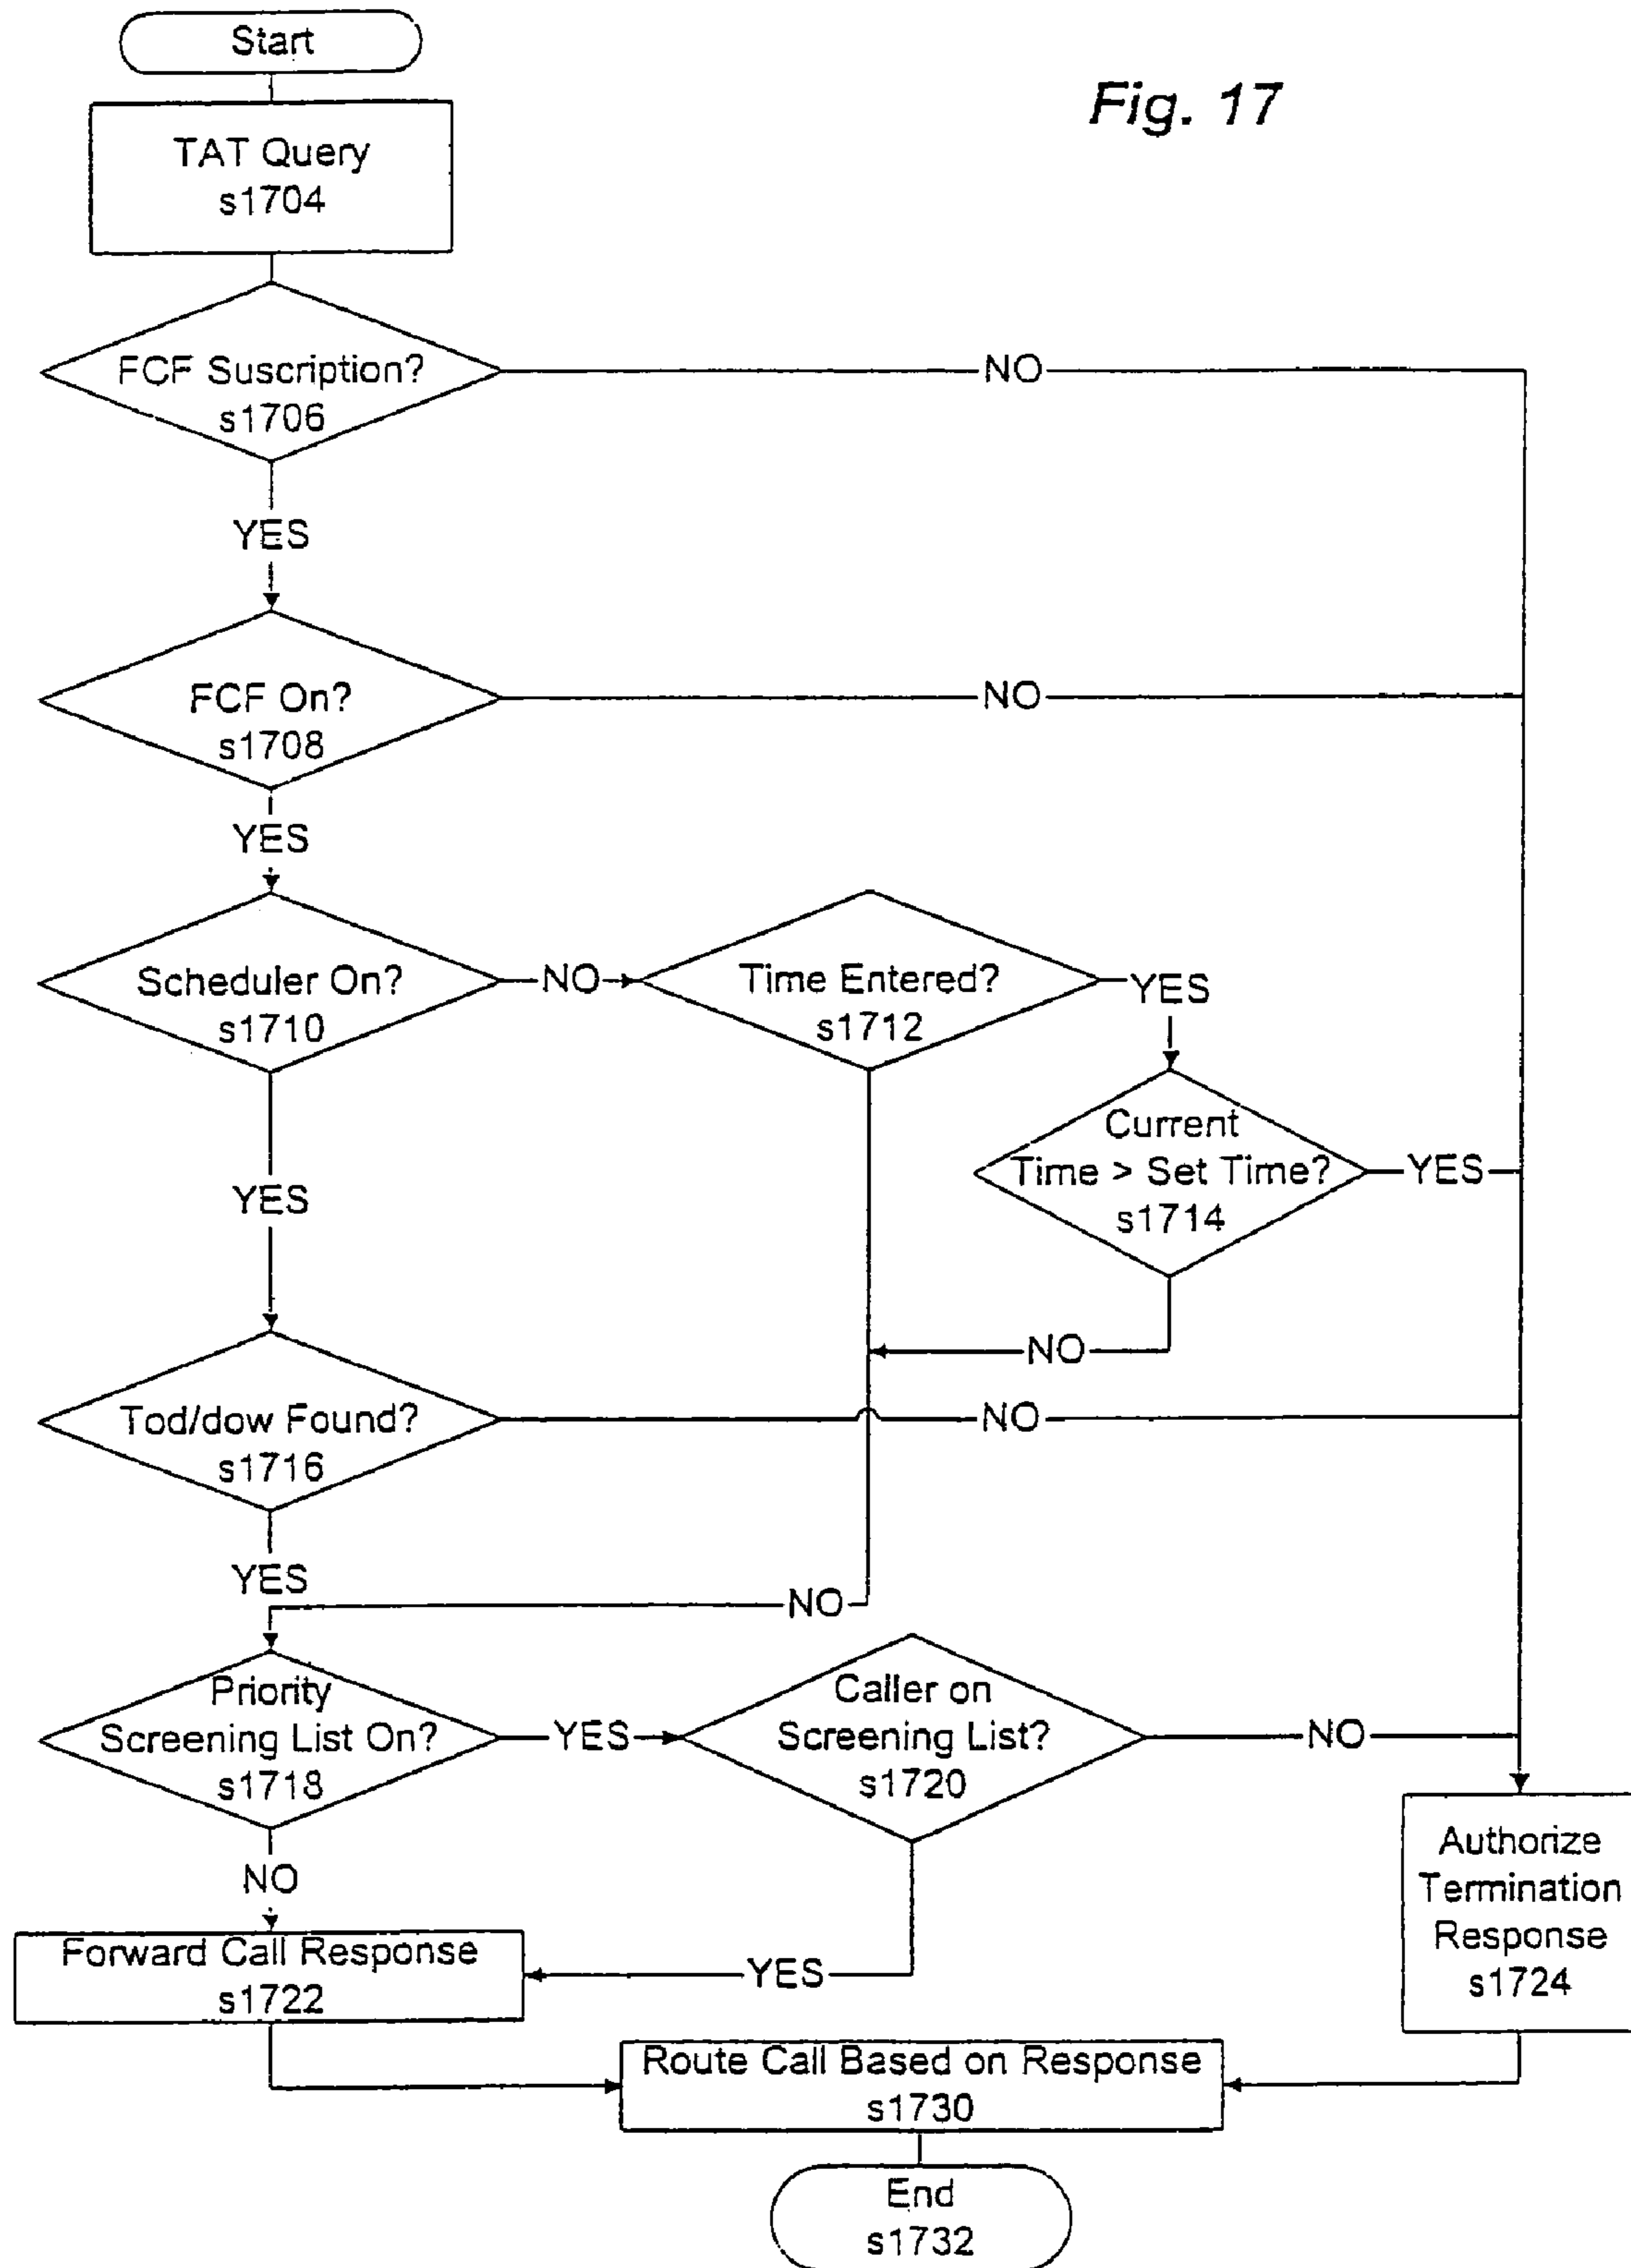 Start
Fig. 17
TAT Query
s1704
FCF Suscription?
s1706
NO
YES
FCF On?
s1708
NO
YES
Scheduler On?
s1710
NO
Time Entered?
s1712
YES
Current
Time > Set Time?
s1714
YES
YES
NO
Tod/dow Found?
s1716
NO
YES
NO
Priority
Screening List On?
s1718
YES
Caller on
Screening List?
s1720
NO
NO
Authorize
Termination
Response
s1724
Forward Call Response
s1722
YES
Route Call Based on Response
s1730
End
s1732